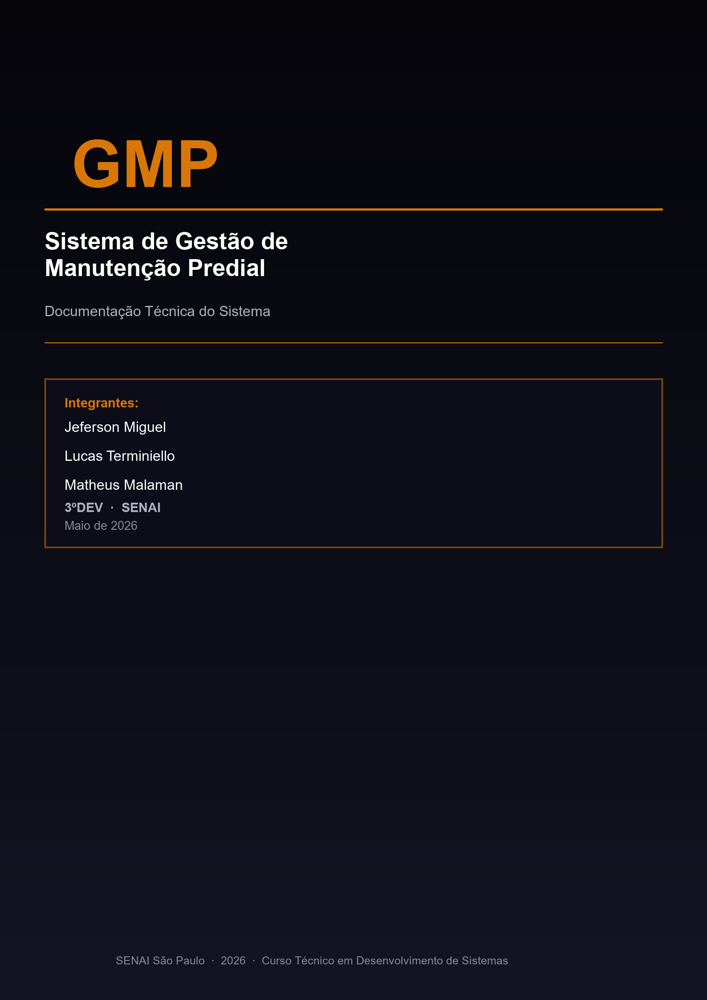 GMP
Sistema de Gestão de
Manutenção Predial
Documentação Técnica do Sistema
Integrantes:
Jeferson Miguel
Lucas Terminiello
Matheus Malaman
3ºDEV · SENAI
Maio de 2026
SENAI São Paulo · 2026 · Curso Técnico em Desenvolvimento de Sistemas